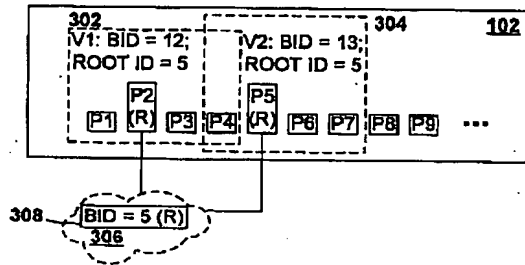 302
304
102
V1: BID = 12;
ROOT ID = 5
V2: BID = 13;
ROOT ID = 5
P1
P2
(R)
P3
P4
P5
(R)
P6
P7
P8
P9
...
308
BID = 5 (R)
306